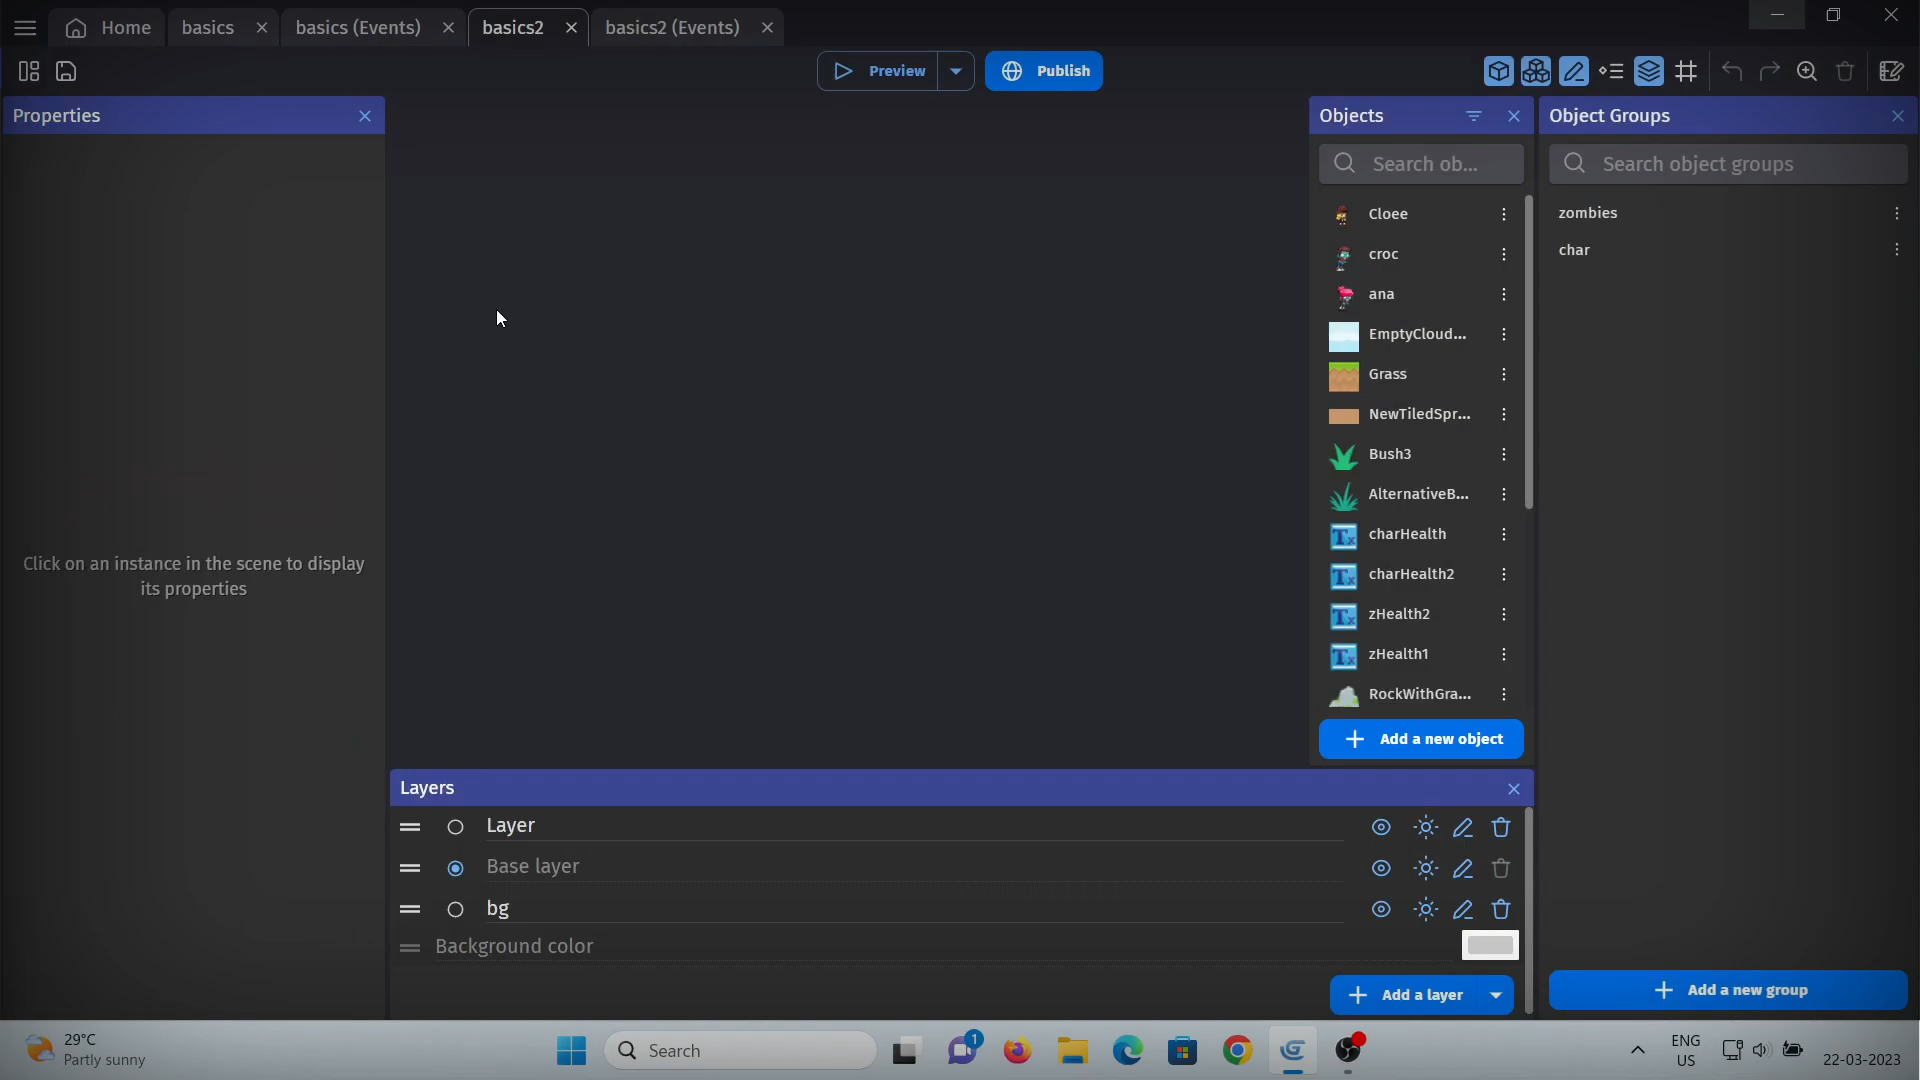 Home
basics
basics (Events)
basics2
basics2 (Events)
Preview
Publish
Properties
Click on an instance in the scene to display
its properties
Objects
Search ob...
Cloee
croc
ana
EmptyCloud...
Grass
NewTiledSpr...
Bush3
AlternativeB...
charHealth
charHealth2
zHealth2
zHealth1
RockWithGra...
Add a new object
Object Groups
Search object groups
zombies
char
Add a new group
Layers
Layer
Base layer
bg
Background color
Add a layer
29°C
Partly sunny
Search
1
ENG
US
22-03-2023